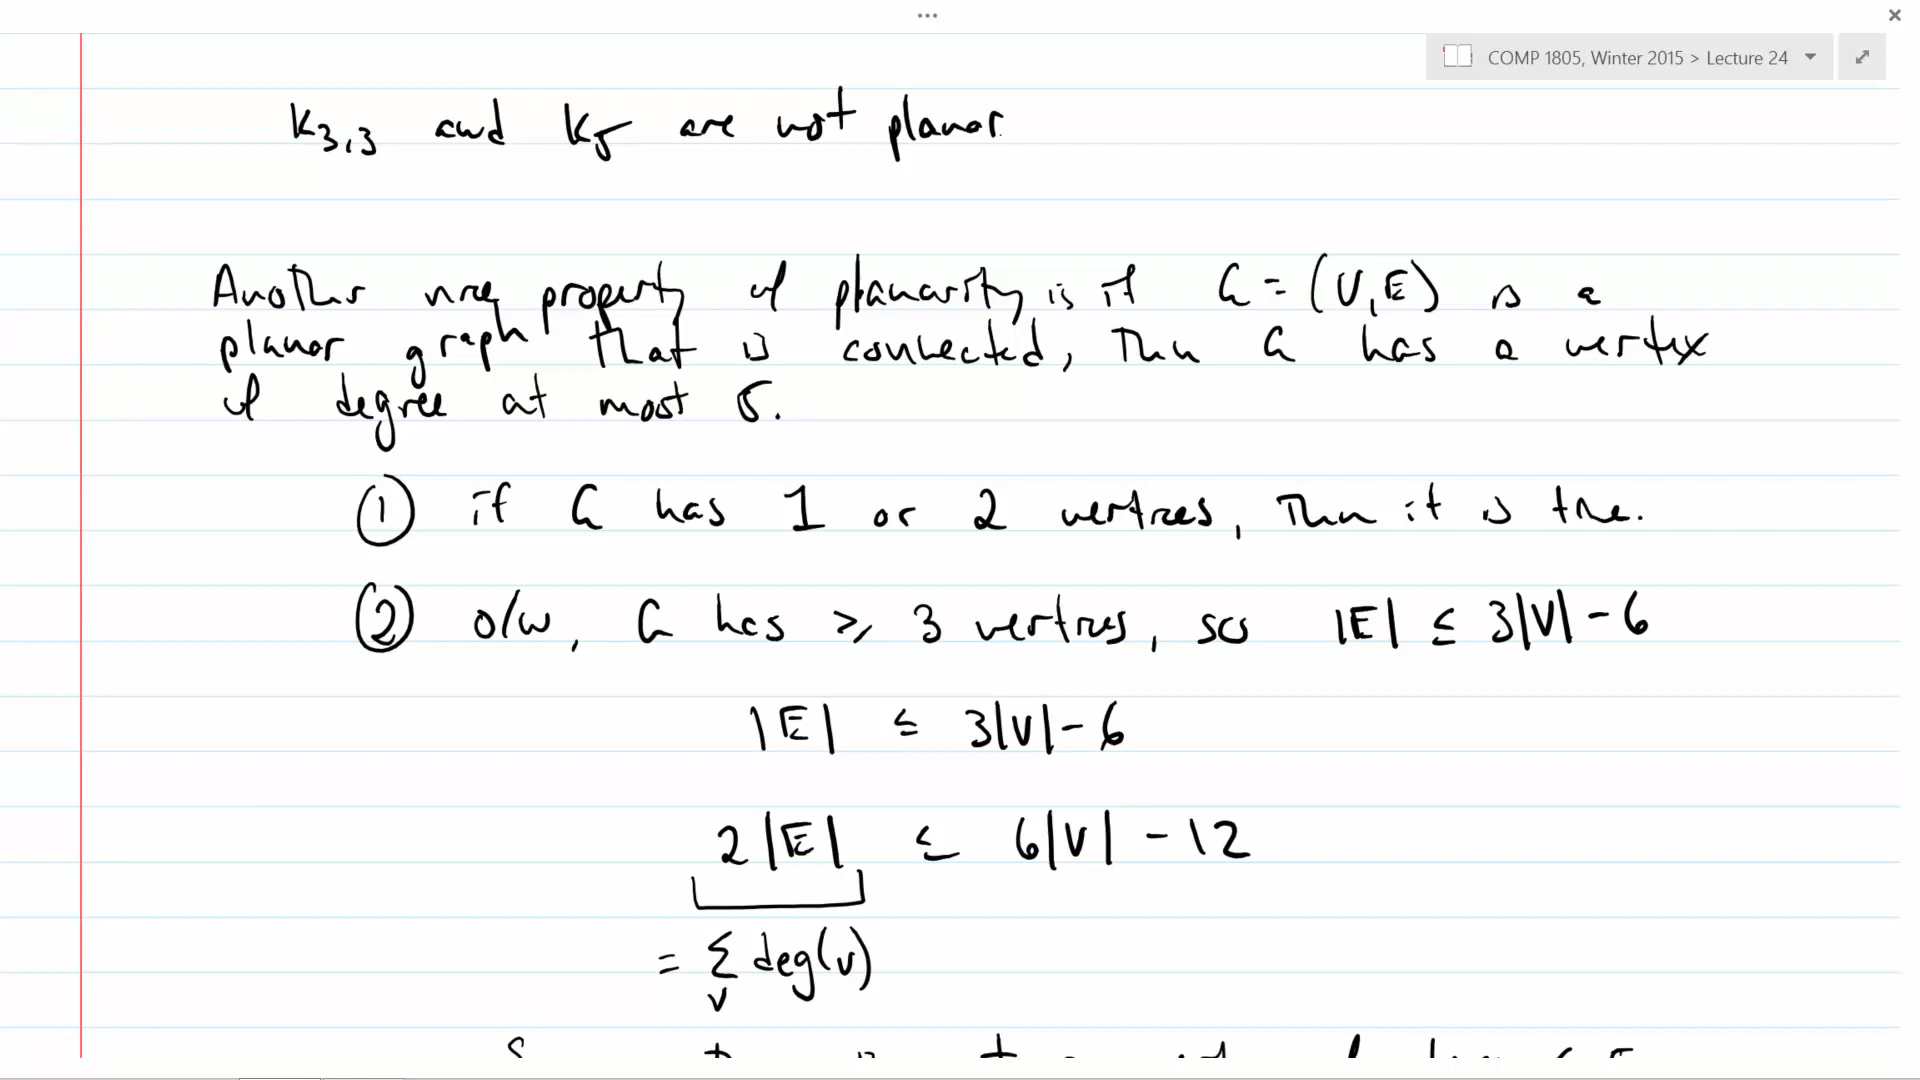 COMP 1805, Winter 2015 > Lecture 24
K3,3 and K5 are not planar.
Another nice property of planarity is if G = (V,E) is a
planar graph that is connected, then G has a vertex
of degree at most 5.
① if G has 1 or 2 vertices, then it is true.
② o/w, G has ≥ 3 vertices, so |E| ≤ 3|V| - 6
|E| ≤ 3|V| - 6
2|E| ≤ 6|V| - 12
= Σ deg(v)
v